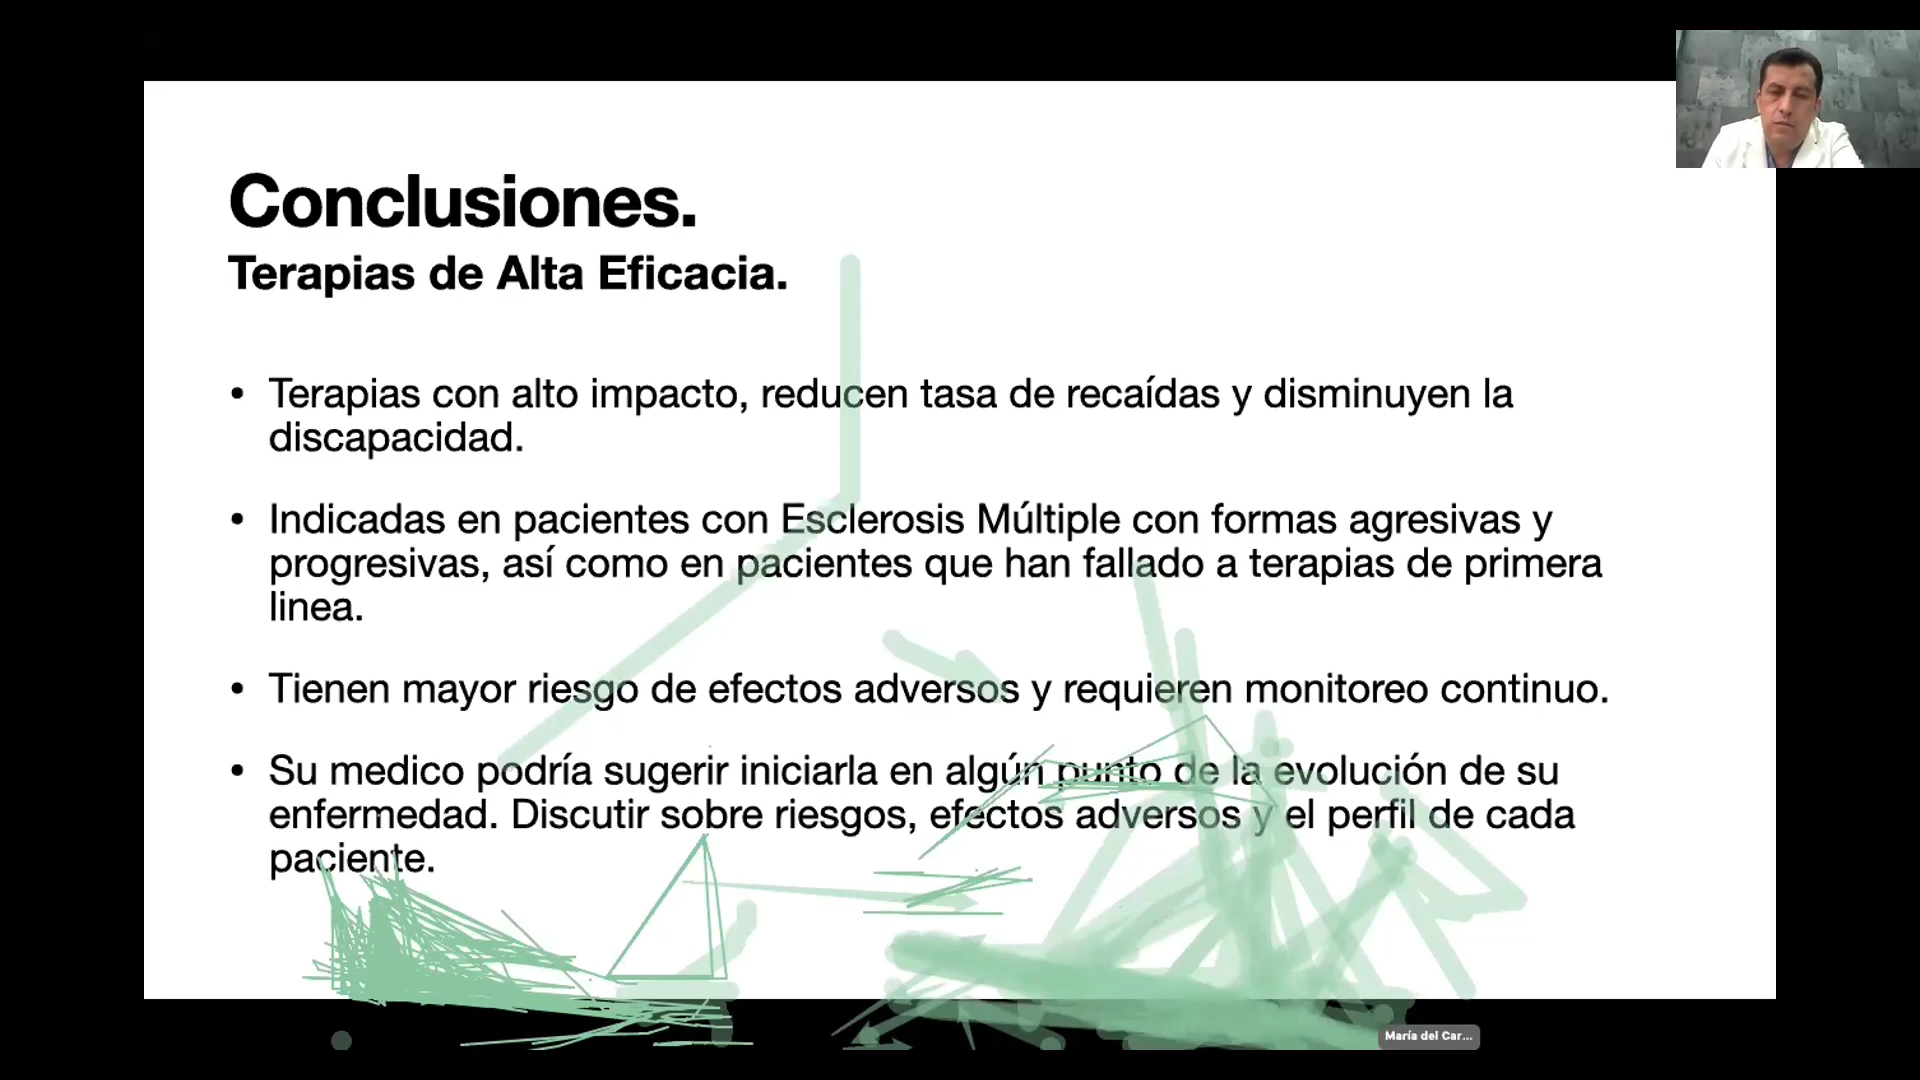 Conclusiones.
Terapias de Alta Eficacia.
• Terapias con alto impacto, reducen tasa de recaídas y disminuyen la
discapacidad.
• Indicadas en pacientes con Esclerosis Múltiple con formas agresivas y
progresivas, así como en pacientes que han fallado a terapias de primera
linea.
• Tienen mayor riesgo de efectos adversos y requieren monitoreo continuo.
• Su medico podría sugerir iniciarla en algún punto de la evolución de su
enfermedad. Discutir sobre riesgos, efectos adversos y el perfil de cada
paciente.
María del Car...